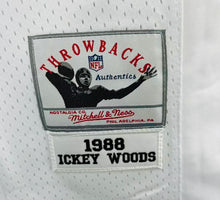 THROWBACKS
NFL
Authentics
NOSTALGIA CO.
Mitchell & Ness
PHILADELPHIA, PA
1988
ICKEY WOODS